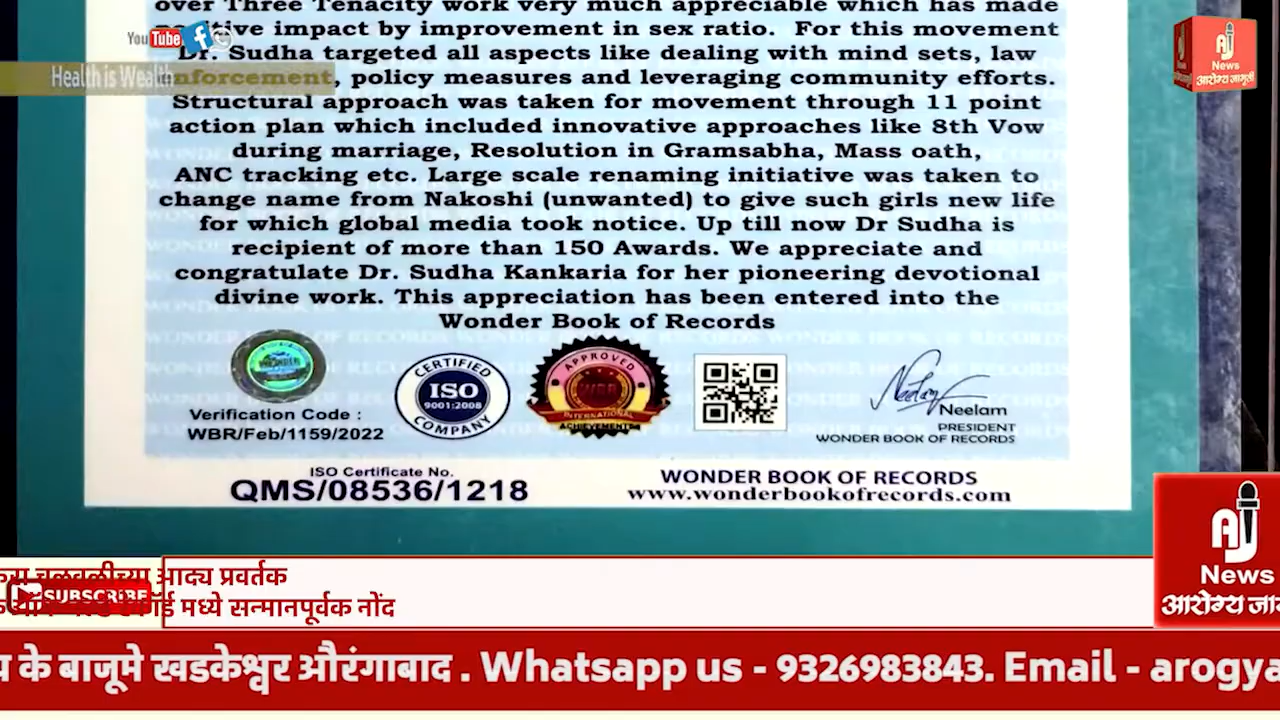 over Three Tenacity work very much appreciable which has made
positive impact by improvement in sex ratio. For this movement
Dr. Sudha targeted all aspects like dealing with mind sets, law
enforcement, policy measures and leveraging community efforts.
Structural approach was taken for movement through 11 point
action plan which included innovative approaches like 8th Vow
during marriage, Resolution in Gramsabha, Mass oath,
ANC tracking etc. Large scale renaming initiative was taken to
change name from Nakoshi (unwanted) to give such girls new life
for which global media took notice. Up till now Dr Sudha is
recipient of more than 150 Awards. We appreciate and
congratulate Dr. Sudha Kankaria for her pioneering devotional
divine work. This appreciation has been entered into the
Wonder Book of Records
YouTube
Health is Wealth
AJ
News
आरोग्य जागृती
Verification Code :
WBR/Feb/1159/2022
CERTIFIED
ISO
9001:2008
COMPANY
APPROVED
WBR
INTERNATIONAL
ACHIEVEMENTS
Neelam
Neelam
PRESIDENT
WONDER BOOK OF RECORDS
ISO Certificate No.
QMS/08536/1218
WONDER BOOK OF RECORDS
www.wonderbookofrecords.com
चळवळीच्या आद्य प्रवर्तक
मध्ये सन्मानपूर्वक नोंद
SUBSCRIBE
AJ
News
आरोग्य जागृ
के बाजूमे खडकेश्वर औरंगाबाद . Whatsapp us - 9326983843. Email - arogya